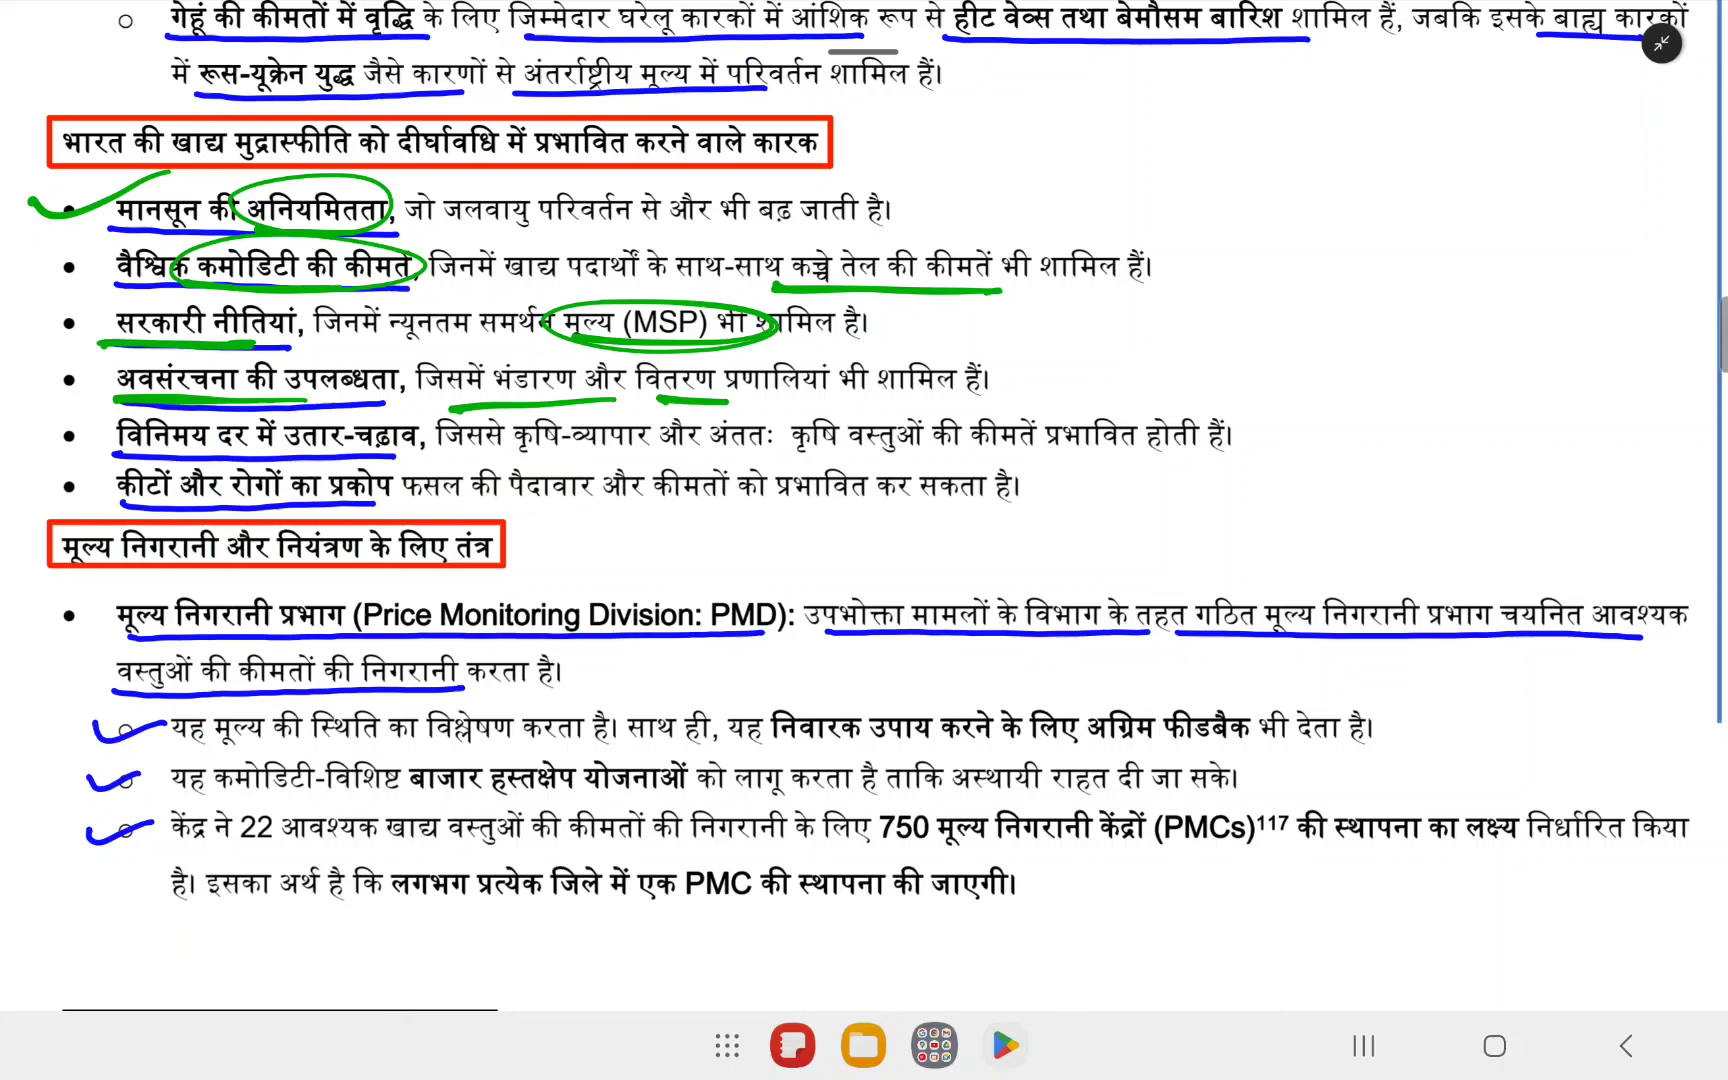 ○ गेहूं की कीमतों में वृद्धि के लिए जिम्मेदार घरेलू कारकों में आंशिक रूप से हीट वेव्स तथा बेमौसम बारिश शामिल हैं, जबकि इसके बाह्य कारकों
में रूस-यूक्रेन युद्ध जैसे कारणों से अंतर्राष्ट्रीय मूल्य में परिवर्तन शामिल हैं।
भारत की खाद्य मुद्रास्फीति को दीर्घावधि में प्रभावित करने वाले कारक
• मानसून की अनियमितता, जो जलवायु परिवर्तन से और भी बढ़ जाती है।
• वैश्विक कमोडिटी की कीमतें, जिनमें खाद्य पदार्थों के साथ-साथ कच्चे तेल की कीमतें भी शामिल हैं।
• सरकारी नीतियां, जिनमें न्यूनतम समर्थन मूल्य (MSP) भी शामिल है।
• अवसंरचना की उपलब्धता, जिसमें भंडारण और वितरण प्रणालियां भी शामिल हैं।
• विनिमय दर में उतार-चढ़ाव, जिससे कृषि-व्यापार और अंततः कृषि वस्तुओं की कीमतें प्रभावित होती हैं।
• कीटों और रोगों का प्रकोप फसल की पैदावार और कीमतों को प्रभावित कर सकता है।
मूल्य निगरानी और नियंत्रण के लिए तंत्र
• मूल्य निगरानी प्रभाग (Price Monitoring Division: PMD): उपभोक्ता मामलों के विभाग के तहत गठित मूल्य निगरानी प्रभाग चयनित आवश्यक
वस्तुओं की कीमतों की निगरानी करता है।
○ यह मूल्य की स्थिति का विश्लेषण करता है। साथ ही, यह निवारक उपाय करने के लिए अग्रिम फीडबैक भी देता है।
○ यह कमोडिटी-विशिष्ट बाजार हस्तक्षेप योजनाओं को लागू करता है ताकि अस्थायी राहत दी जा सके।
○ केंद्र ने 22 आवश्यक खाद्य वस्तुओं की कीमतों की निगरानी के लिए 750 मूल्य निगरानी केंद्रों (PMCs)¹¹⁷ की स्थापना का लक्ष्य निर्धारित किया
है। इसका अर्थ है कि लगभग प्रत्येक जिले में एक PMC की स्थापना की जाएगी।